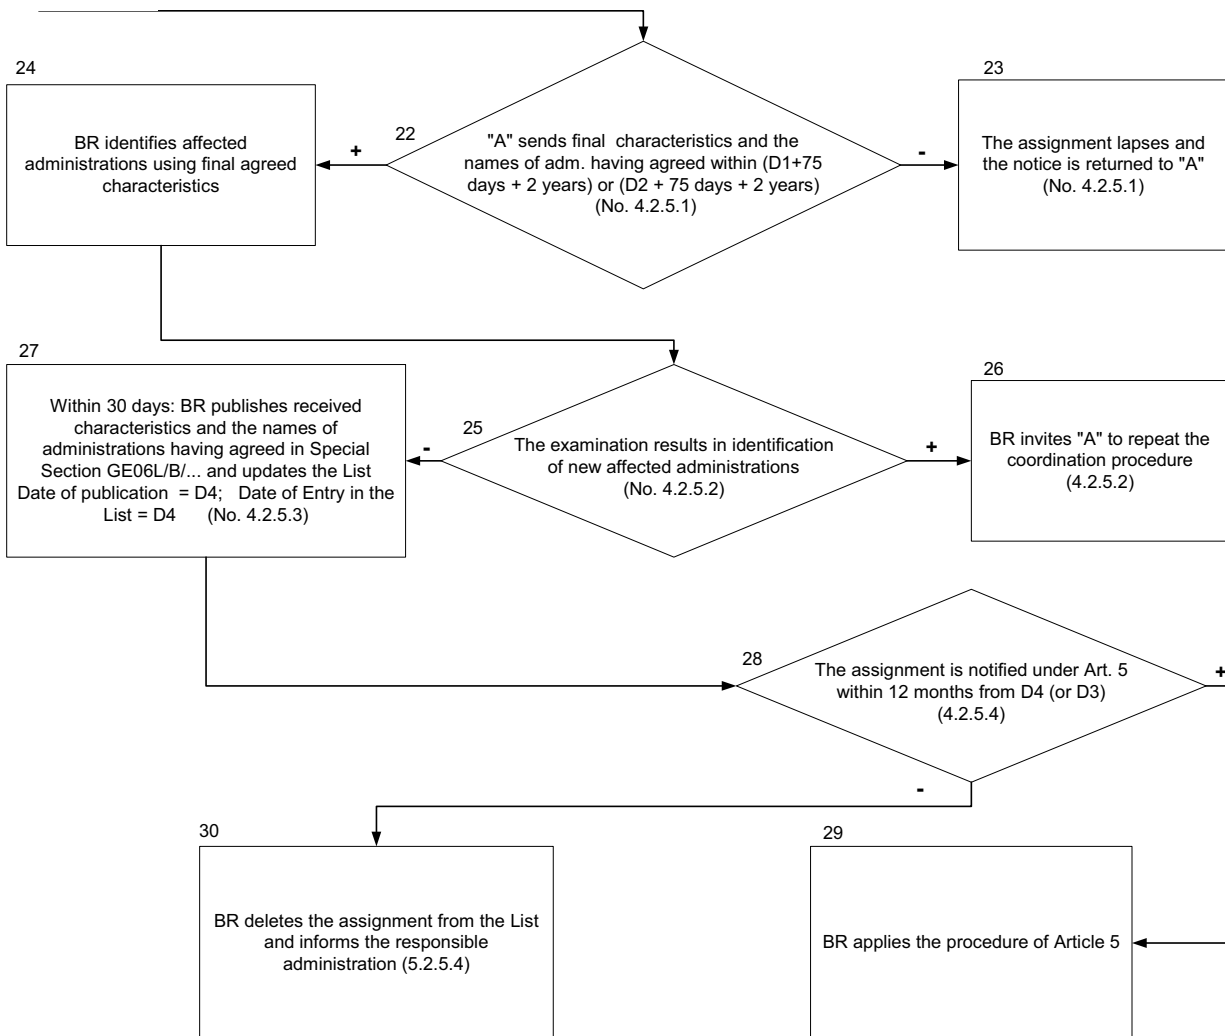 24
BR identifies affected
administrations using final agreed
characteristics
+
22
"A" sends final characteristics and the
names of adm. having agreed within (D1+75
days + 2 years) or (D2 + 75 days + 2 years)
(No. 4.2.5.1)
-
23
The assignment lapses and
the notice is returned to "A"
(No. 4.2.5.1)
27
Within 30 days: BR publishes received
characteristics and the names of
administrations having agreed in Special
Section GE06L/B/... and updates the List
Date of publication = D4; Date of Entry in the
List = D4 (No. 4.2.5.3)
-
25
The examination results in identification
of new affected administrations
(No. 4.2.5.2)
+
26
BR invites "A" to repeat the
coordination procedure
(4.2.5.2)
28
The assignment is notified under Art. 5
within 12 months from D4 (or D3)
(4.2.5.4)
+
-
30
BR deletes the assignment from the List
and informs the responsible
administration (5.2.5.4)
29
BR applies the procedure of Article 5